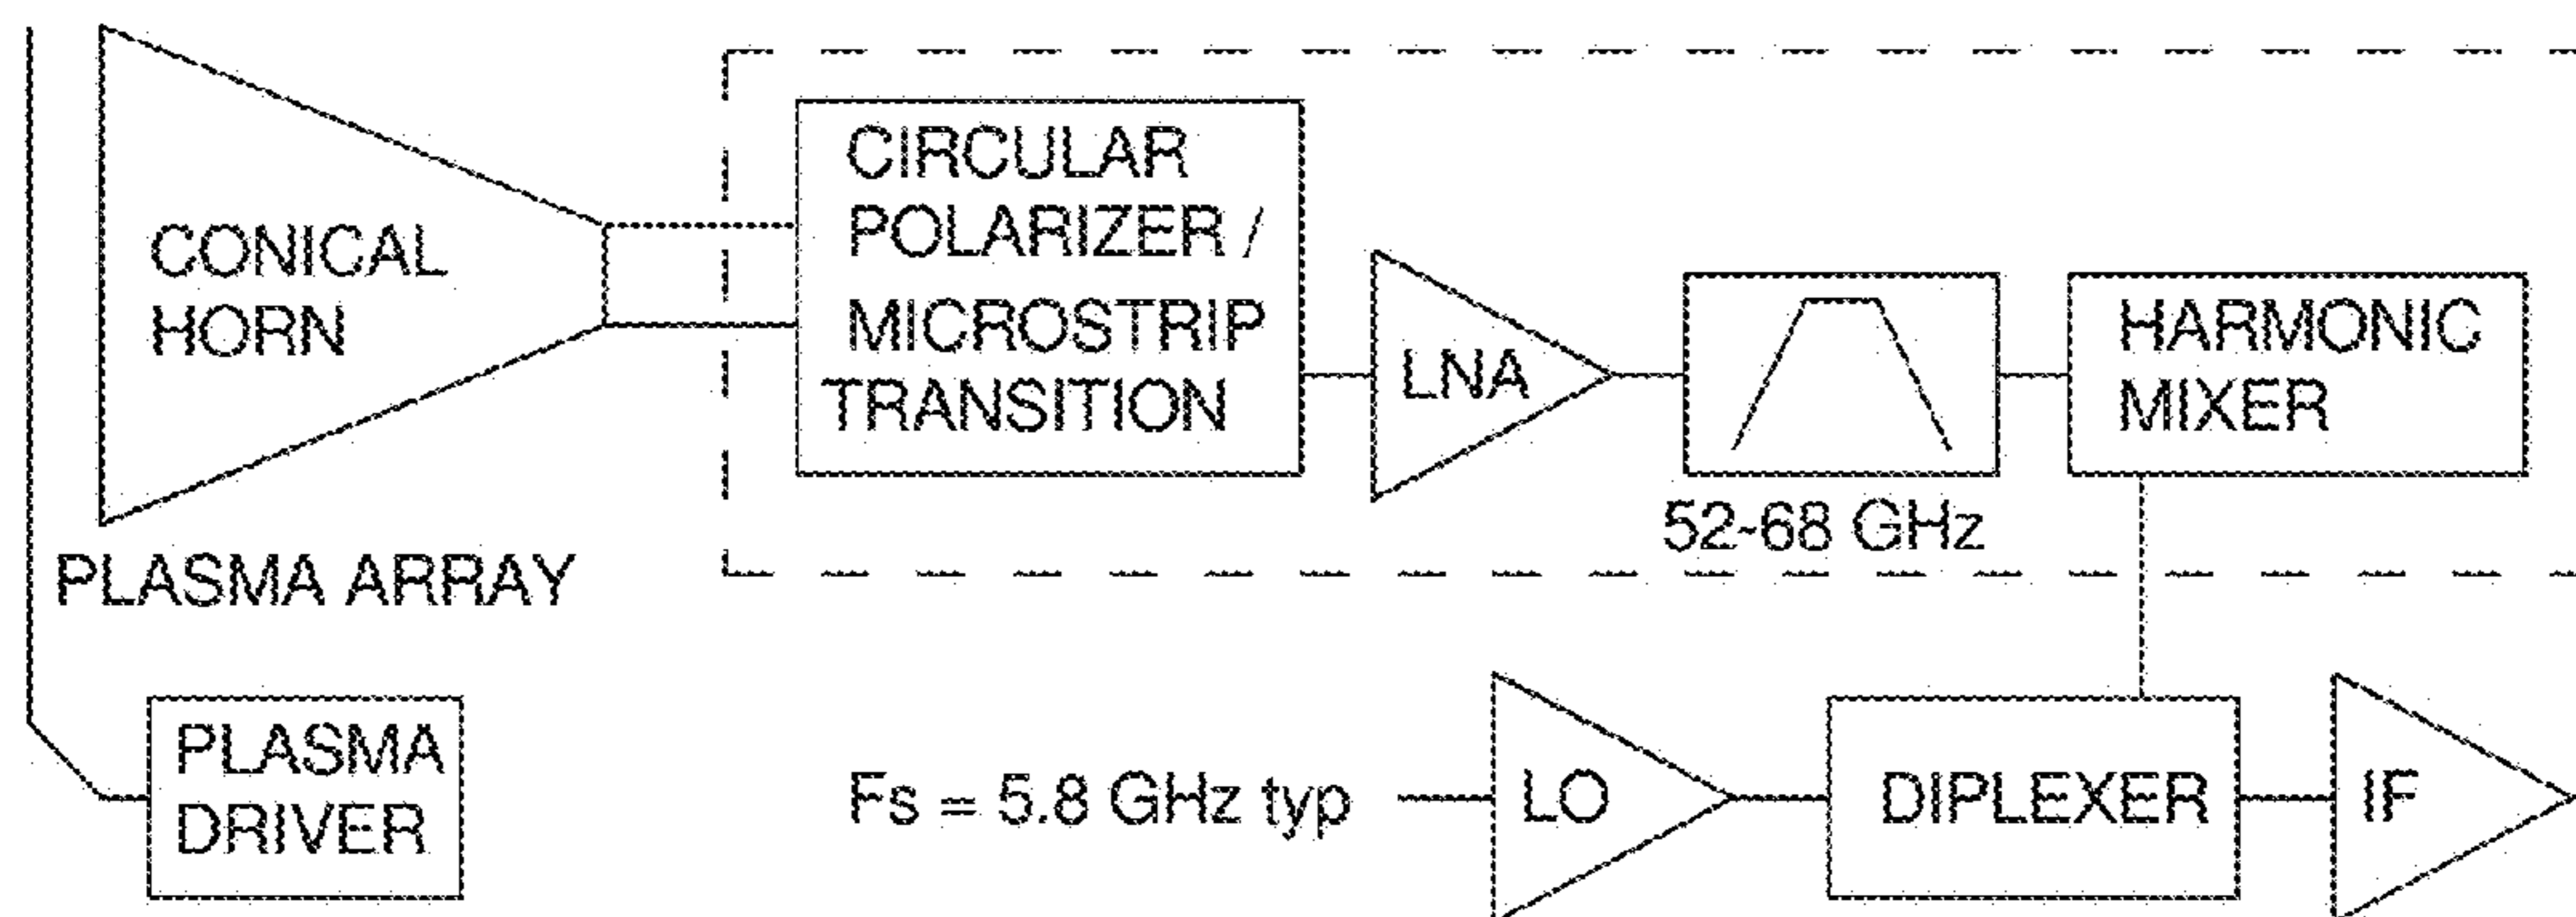 CONICAL
HORN
CIRCULAR
POLARIZER /
MICROSTRIP
TRANSITION
LNA
52-68 GHz
HARMONIC
MIXER
PLASMA ARRAY
PLASMA
DRIVER
Fs = 5.8 GHz typ
LO
DIPLEXER
IF